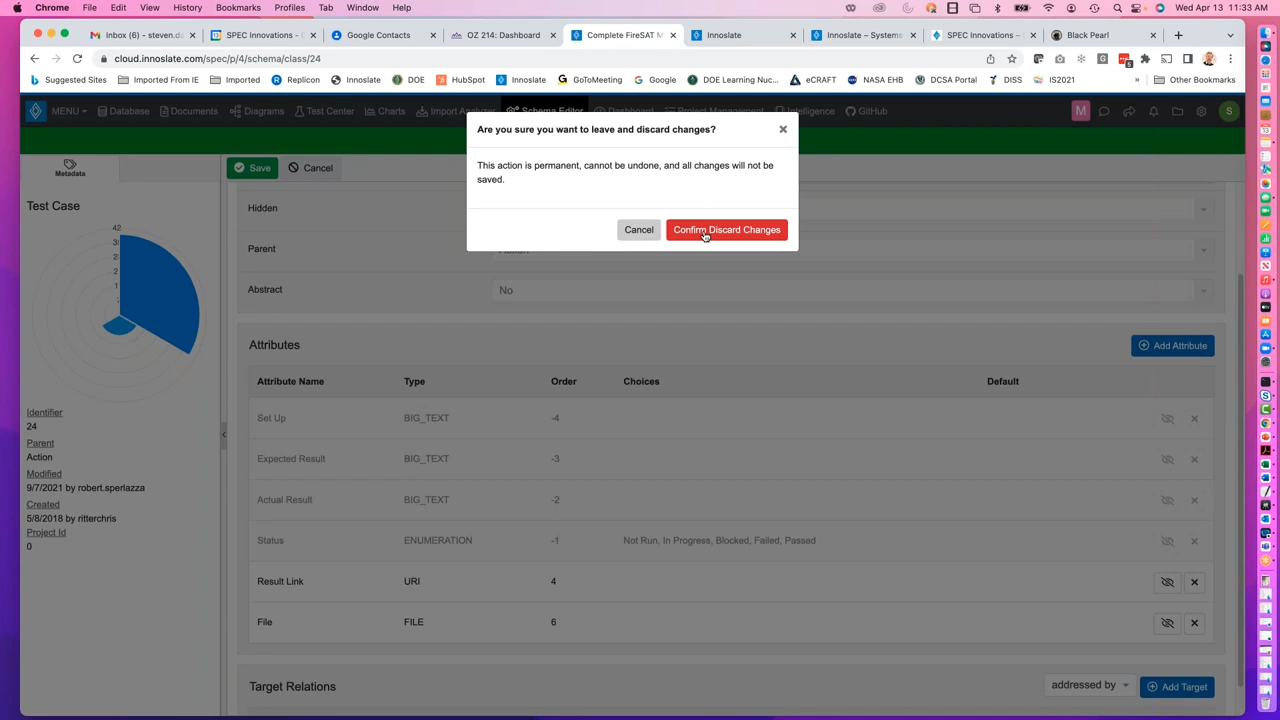 Chrome File Edit View History Bookmarks Profiles Tab Window Help Wed Apr 13 11:33 AM
Inbox (6) - steven.da SPEC Innovations - C Google Contacts OZ 214: Dashboard Complete FireSAT M Innoslate Innoslate – Systems SPEC Innovations – Black Pearl
cloud.innoslate.com/spec/p/4/schema/class/24
Suggested Sites Imported From IE Imported Replicon Innoslate DOE HubSpot Innoslate GoToMeeting Google DOE Learning Nuc... eCRAFT NASA EHB DCSA Portal DISS IS2021 Other Bookmarks
MENU Database Documents Diagrams Test Center Charts Import Analyzer Schema Editor Dashboard Project Management Intelligence GitHub M S
Are you sure you want to leave and discard changes?
This action is permanent, cannot be undone, and all changes will not be
saved.
Cancel Confirm Discard Changes
Metadata
Save Cancel
Test Case
42
Identifier
24
Parent
Action
Modified
9/7/2021 by robert.sperlazza
Created
5/8/2018 by ritterchris
Project Id
0
Hidden
Parent
Abstract No
Attributes Add Attribute
Attribute Name Type Order Choices Default
Set Up BIG_TEXT -4
Expected Result BIG_TEXT -3
Actual Result BIG_TEXT -2
Status ENUMERATION -1 Not Run, In Progress, Blocked, Failed, Passed
Result Link URI 4
File FILE 6
Target Relations addressed by Add Target